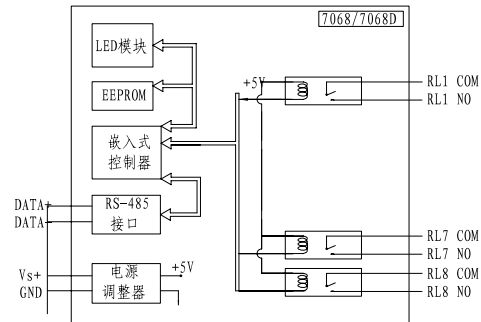 7068/7068D
LED模块
EEPROM
嵌入式
控制器
RS-485
接口
电源
调整器
+5V
DATA+
DATA-
Vs+
GND
+5V
RL1 COM
RL1 NO
RL7 COM
RL7 NO
RL8 COM
RL8 NO